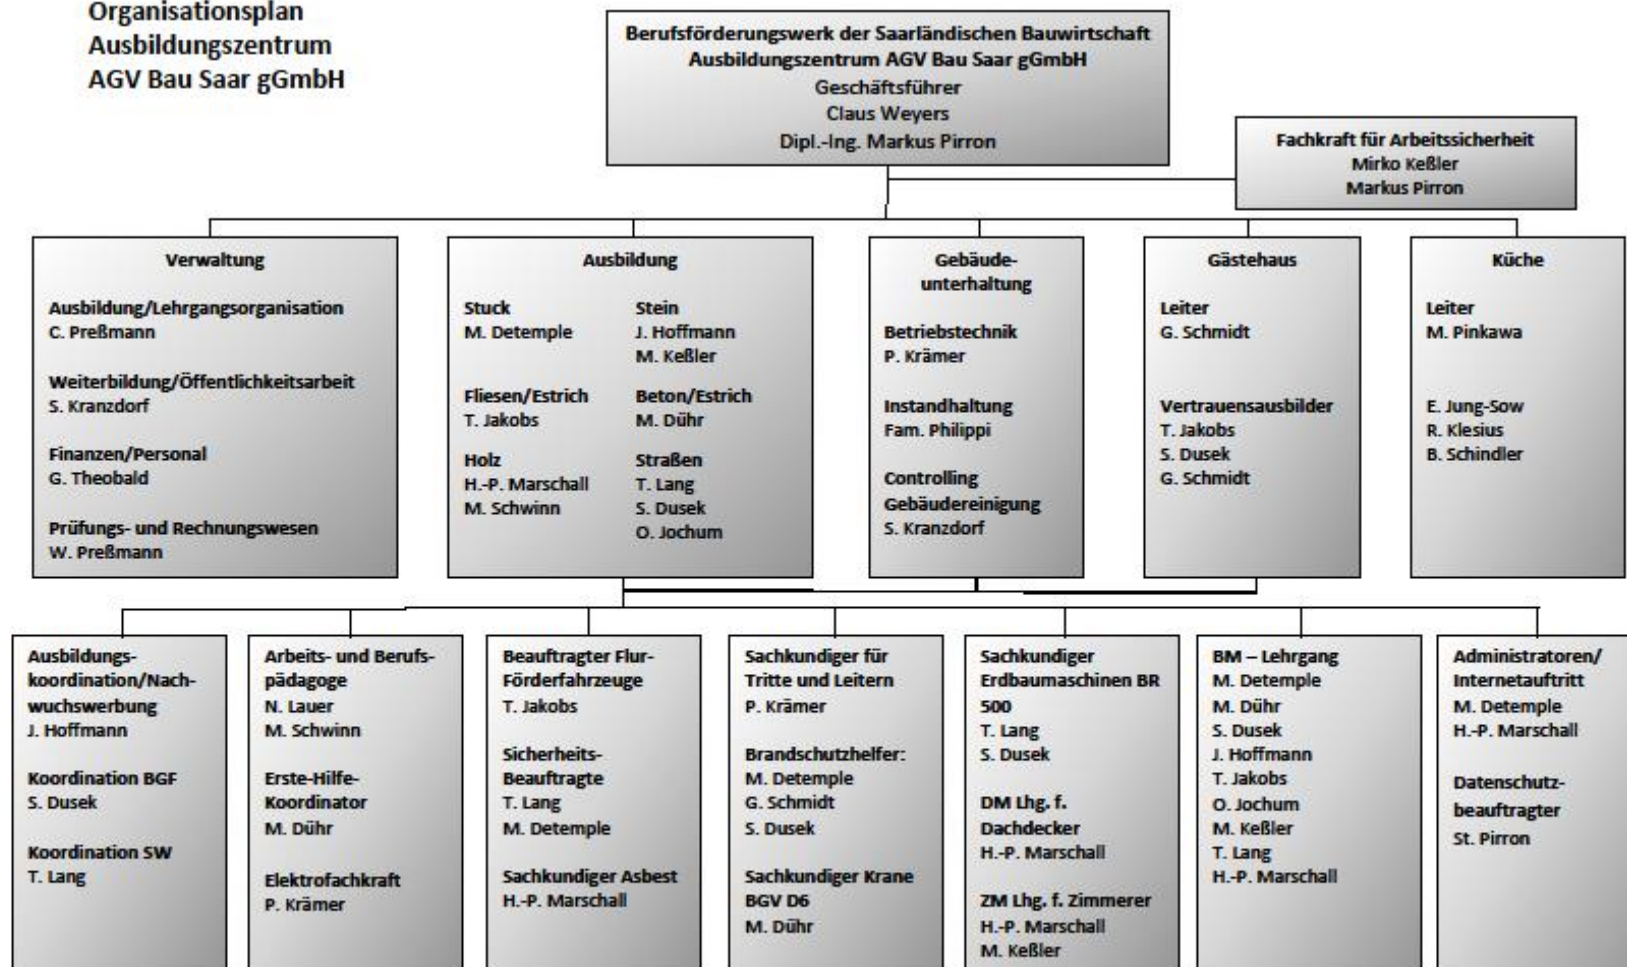 Organisationsplan
Ausbildungszentrum
AGV Bau Saar gGmbH
Berufsförderungswerk der Saarländischen Bauwirtschaft
Ausbildungszentrum AGV Bau Saar gGmbH
Geschäftsführer
Claus Weyers
Dipl.-Ing. Markus Pirron
Fachkraft für Arbeitssicherheit
Mirko Keßler
Markus Pirron
Verwaltung
Ausbildung/Lehrgangsorganisation
C. Preßmann
Weiterbildung/Öffentlichkeitsarbeit
S. Kranzdorf
Finanzen/Personal
G. Theobald
Prüfungs- und Rechnungswesen
W. Preßmann
Ausbildung
Stuck
M. Detemple
Fliesen/Estrich
T. Jakobs
Holz
H.-P. Marschall
M. Schwinn
Stein
J. Hoffmann
M. Keßler
Beton/Estrich
M. Dühr
Straßen
T. Lang
S. Dusek
O. Jochum
Gebäude-
unterhaltung
Betriebstechnik
P. Krämer
Instandhaltung
Fam. Philippi
Controlling
Gebäudereinigung
S. Kranzdorf
Gästehaus
Leiter
G. Schmidt
Vertrauensausbilder
T. Jakobs
S. Dusek
G. Schmidt
Küche
Leiter
M. Pinkawa
E. Jung-Sow
R. Klesius
B. Schindler
Ausbildungs-
koordination/Nach-
wuchswerbung
J. Hoffmann
Koordination BGF
S. Dusek
Koordination SW
T. Lang
Arbeits- und Berufs-
pädagoge
N. Lauer
M. Schwinn
Erste-Hilfe-
Koordinator
M. Dühr
Elektrofachkraft
P. Krämer
Beauftragter Flur-
Förderfahrzeuge
T. Jakobs
Sicherheits-
Beauftragte
T. Lang
M. Detemple
Sachkundiger Asbest
H.-P. Marschall
Sachkundiger für
Tritte und Leitern
P. Krämer
Brandschutzhelfer:
M. Detemple
G. Schmidt
S. Dusek
Sachkundiger Krane
BGV D6
M. Dühr
Sachkundiger
Erdbaumaschinen BR
500
T. Lang
S. Dusek
DM Lhg. f.
Dachdecker
H.-P. Marschall
ZM Lhg. f. Zimmerer
H.-P. Marschall
M. Keßler
BM – Lehrgang
M. Detemple
M. Dühr
S. Dusek
J. Hoffmann
T. Jakobs
O. Jochum
M. Keßler
T. Lang
H.-P. Marschall
Administratoren/
Internetauftritt
M. Detemple
H.-P. Marschall
Datenschutz-
beauftragter
St. Pirron